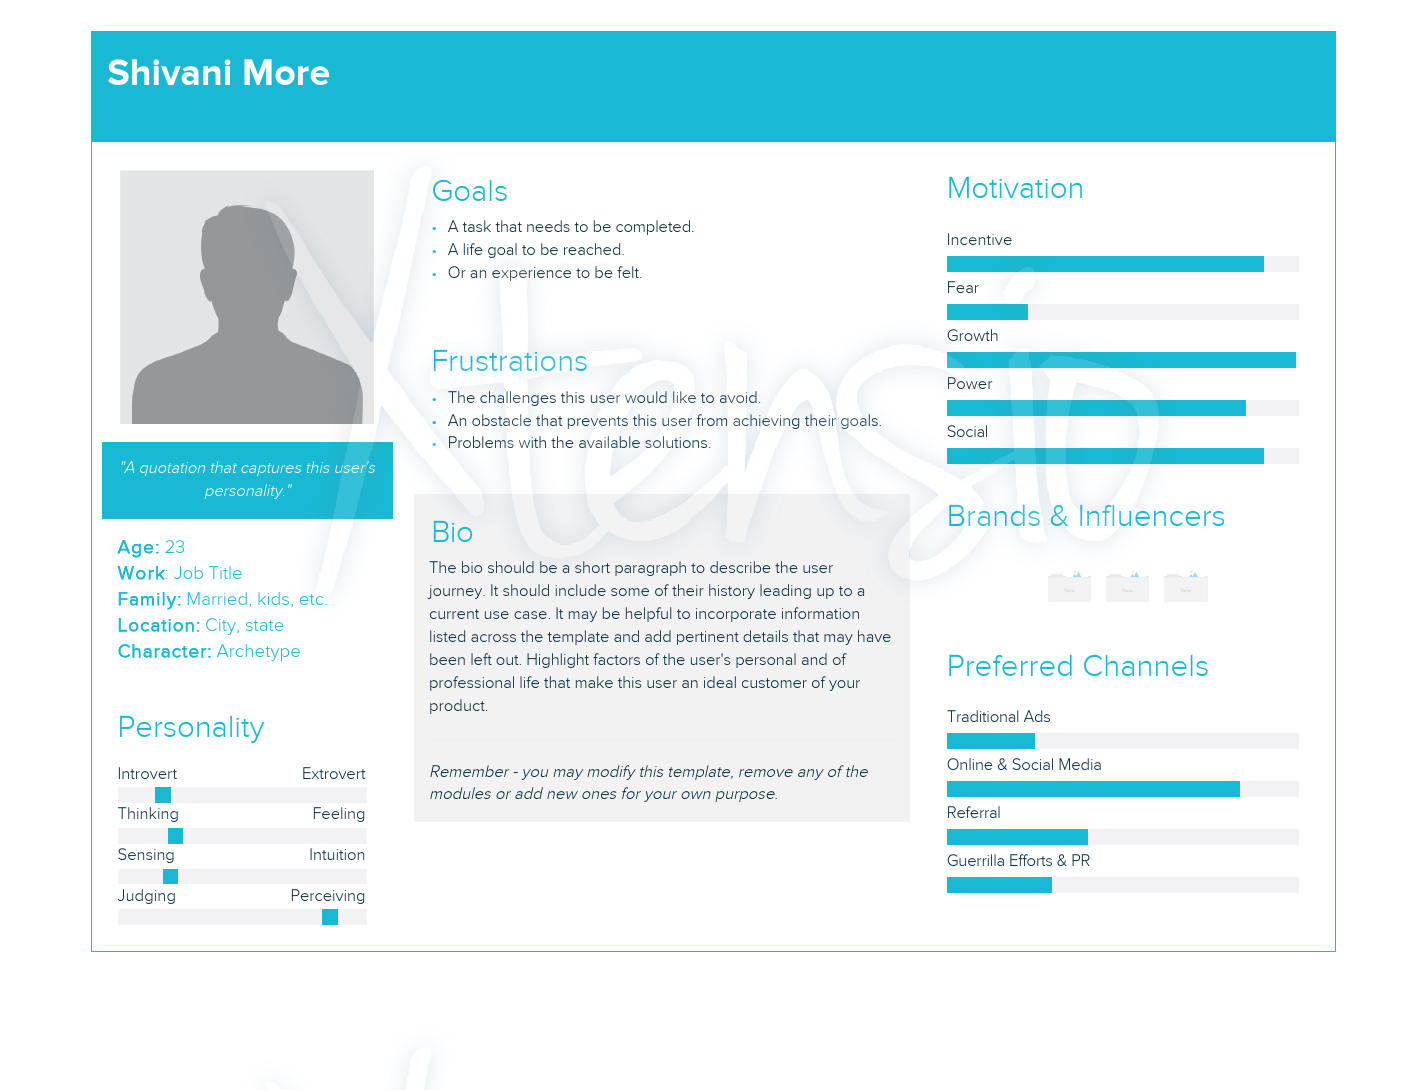 Shivani More
"A quotation that captures this user's
personality."
Age: 23
Work: Job Title
Family: Married, kids, etc.
Location: City, state
Character: Archetype
Personality
Introvert Extrovert
Thinking Feeling
Sensing Intuition
Judging Perceiving
Goals
• A task that needs to be completed.
• A life goal to be reached.
• Or an experience to be felt.
Frustrations
• The challenges this user would like to avoid.
• An obstacle that prevents this user from achieving their goals.
• Problems with the available solutions.
Bio
The bio should be a short paragraph to describe the user
journey. It should include some of their history leading up to a
current use case. It may be helpful to incorporate information
listed across the template and add pertinent details that may have
been left out. Highlight factors of the user's personal and of
professional life that make this user an ideal customer of your
product.
Remember - you may modify this template, remove any of the
modules or add new ones for your own purpose.
Motivation
Incentive
Fear
Growth
Power
Social
Brands & Influencers
Preferred Channels
Traditional Ads
Online & Social Media
Referral
Guerrilla Efforts & PR
Xtensio